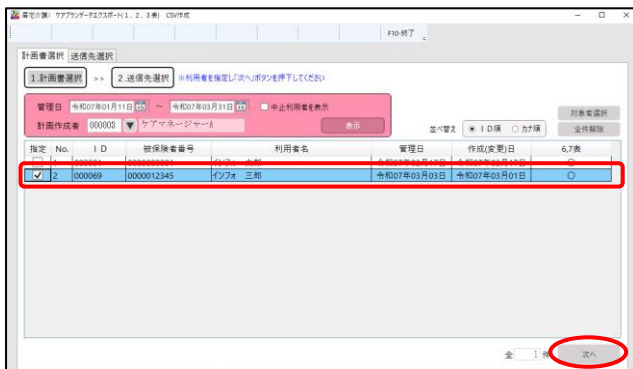 居宅介護) ケアプランデータエクスポート(1、2、3表) CSV作成
F10-終了
計画書選択 送信先選択
1.計画書選択 >> 2.送信先選択 ※利用者を指定し「次へ」ボタンを押下してください
管理日 令和07年01月11日 ～ 令和07年03月31日 中止利用者を表示
対象者選択
計画作成者 000003 ケアマネージャーA 表示 並べ替え ID順 カナ順 全件解除
指定 No. ID 被保険者番号 利用者名 管理日 作成(変更)日 6,7表
2 000069 0000012345 インフォ 三郎 令和07年03月03日 令和07年03月01日 ○
全 1 件 次へ